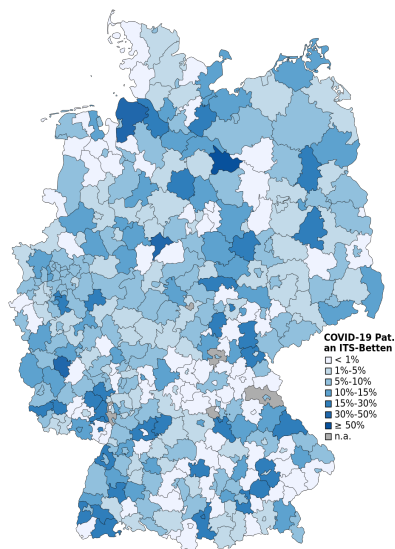 COVID-19 Pat.
an ITS-Betten
< 1%
1%-5%
5%-10%
10%-15%
15%-30%
30%-50%
≥ 50%
n.a.